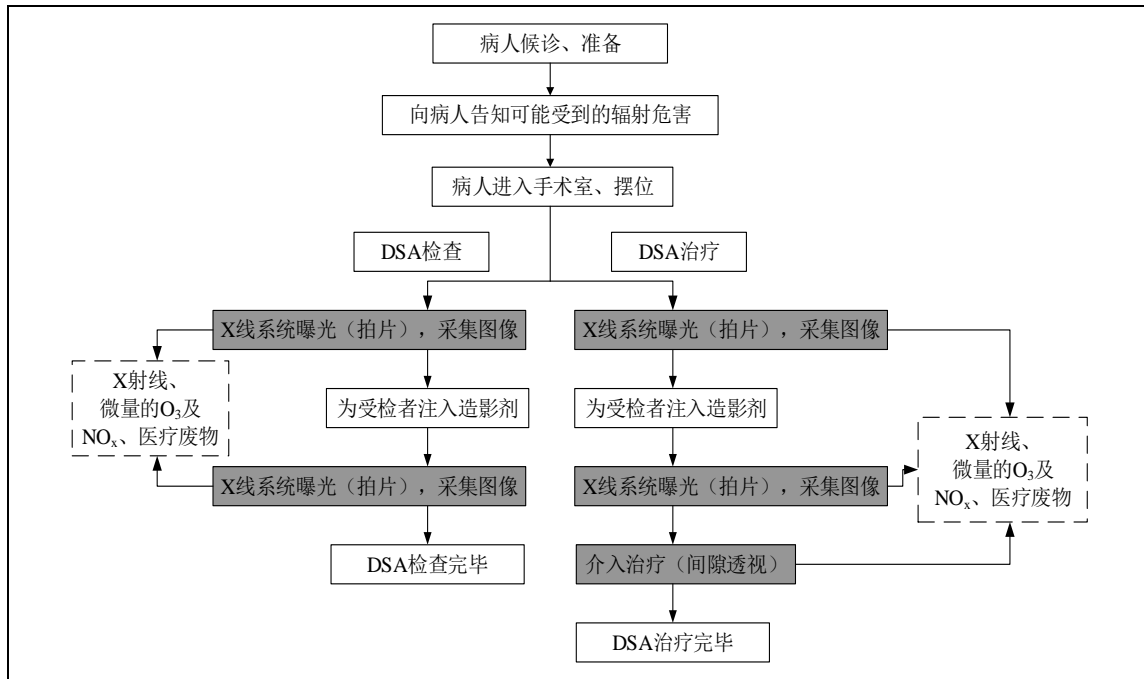 病人候诊、准备
向病人告知可能受到的辐射危害
病人进入手术室、摆位
DSA检查
DSA治疗
X线系统曝光（拍片），采集图像
X线系统曝光（拍片），采集图像
X射线、
微量的O₃及
NOₓ、医疗废物
为受检者注入造影剂
为受检者注入造影剂
X射线、
微量的O₃及
NOₓ、医疗废物
X线系统曝光（拍片），采集图像
X线系统曝光（拍片），采集图像
DSA检查完毕
介入治疗（间隙透视）
DSA治疗完毕